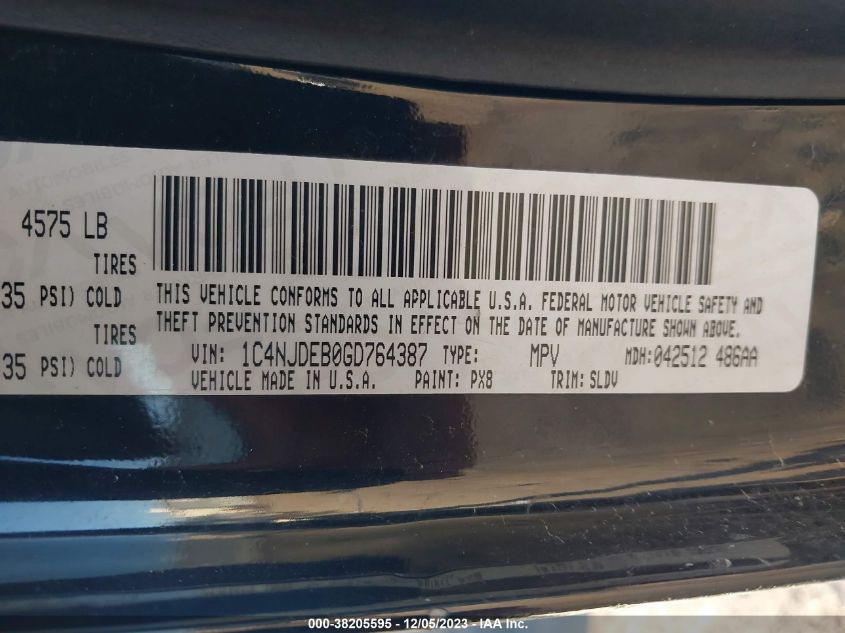 4575 LB
TIRES
35 PSI) COLD
TIRES
35 PSI) COLD
THIS VEHICLE CONFORMS TO ALL APPLICABLE U.S.A. FEDERAL MOTOR VEHICLE SAFETY AND
THEFT PREVENTION STANDARDS IN EFFECT ON THE DATE OF MANUFACTURE SHOWN ABOVE.
VIN: 1C4NJDEB0GD764387 TYPE: MPV MDH:042512 486AA
VEHICLE MADE IN U.S.A. PAINT: PX8 TRIM: SLDV
000-38205595 - 12/05/2023 - © IAA Inc.